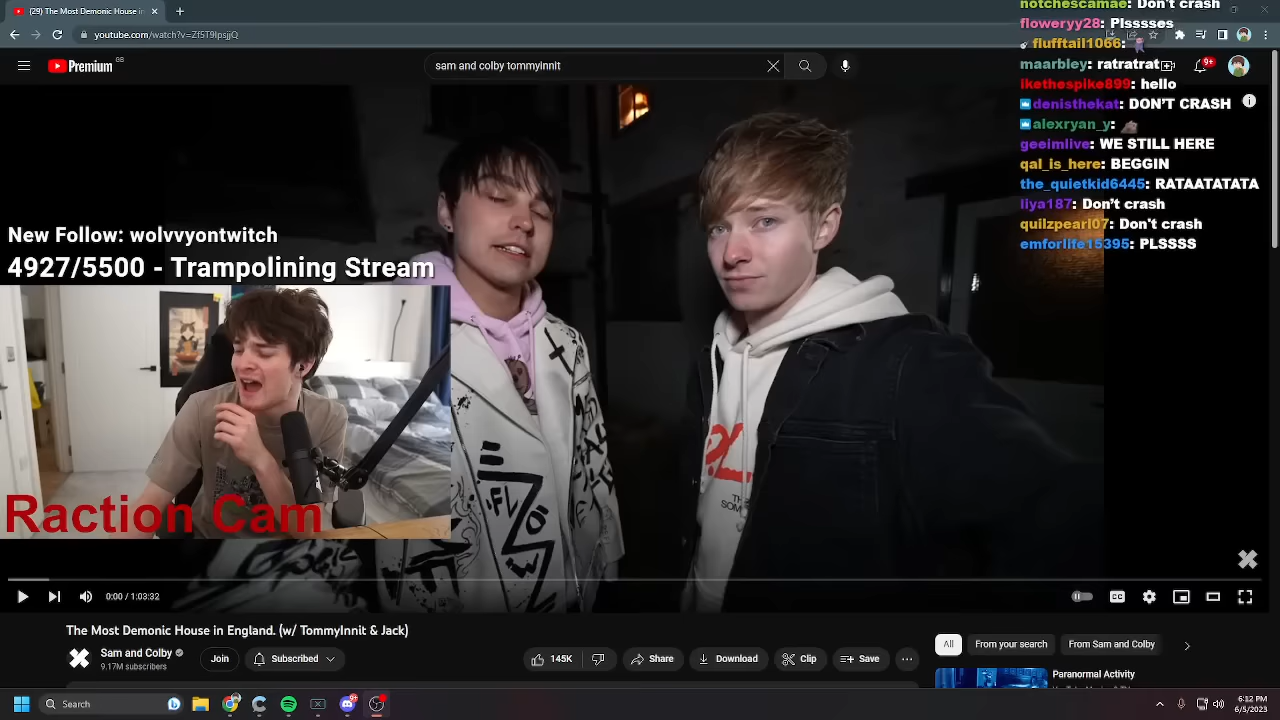 (29) The Most Demonic House in
youtube.com/watch?v=ZfST9lpsjjQ
Premium GB
sam and colby tommyinnit
9+
notchescamae: Don't crash
floweryy28: Plssssses
flufftail1066:
maarbley: ratratrat
ikethespike899: hello
denisthekat: DON'T CRASH
alexryan_y:
geeimlive: WE STILL HERE
qal_is_here: BEGGIN
the_quietkid6445: RATAATATATA
liya187: Don't crash
quilzpearl07: Don't crash
emforlife15395: PLSSSS
New Follow: wolvvyontwitch
4927/5500 - Trampolining Stream
Raction Cam
0:00 / 1:03:32
CC
The Most Demonic House in England. (w/ TommyInnit & Jack)
Sam and Colby
9.17M subscribers
Join
Subscribed
145K
Share
Download
Clip
Save
All
From your search
From Sam and Colby
Paranormal Activity
Search
6:12 PM
6/5/2023